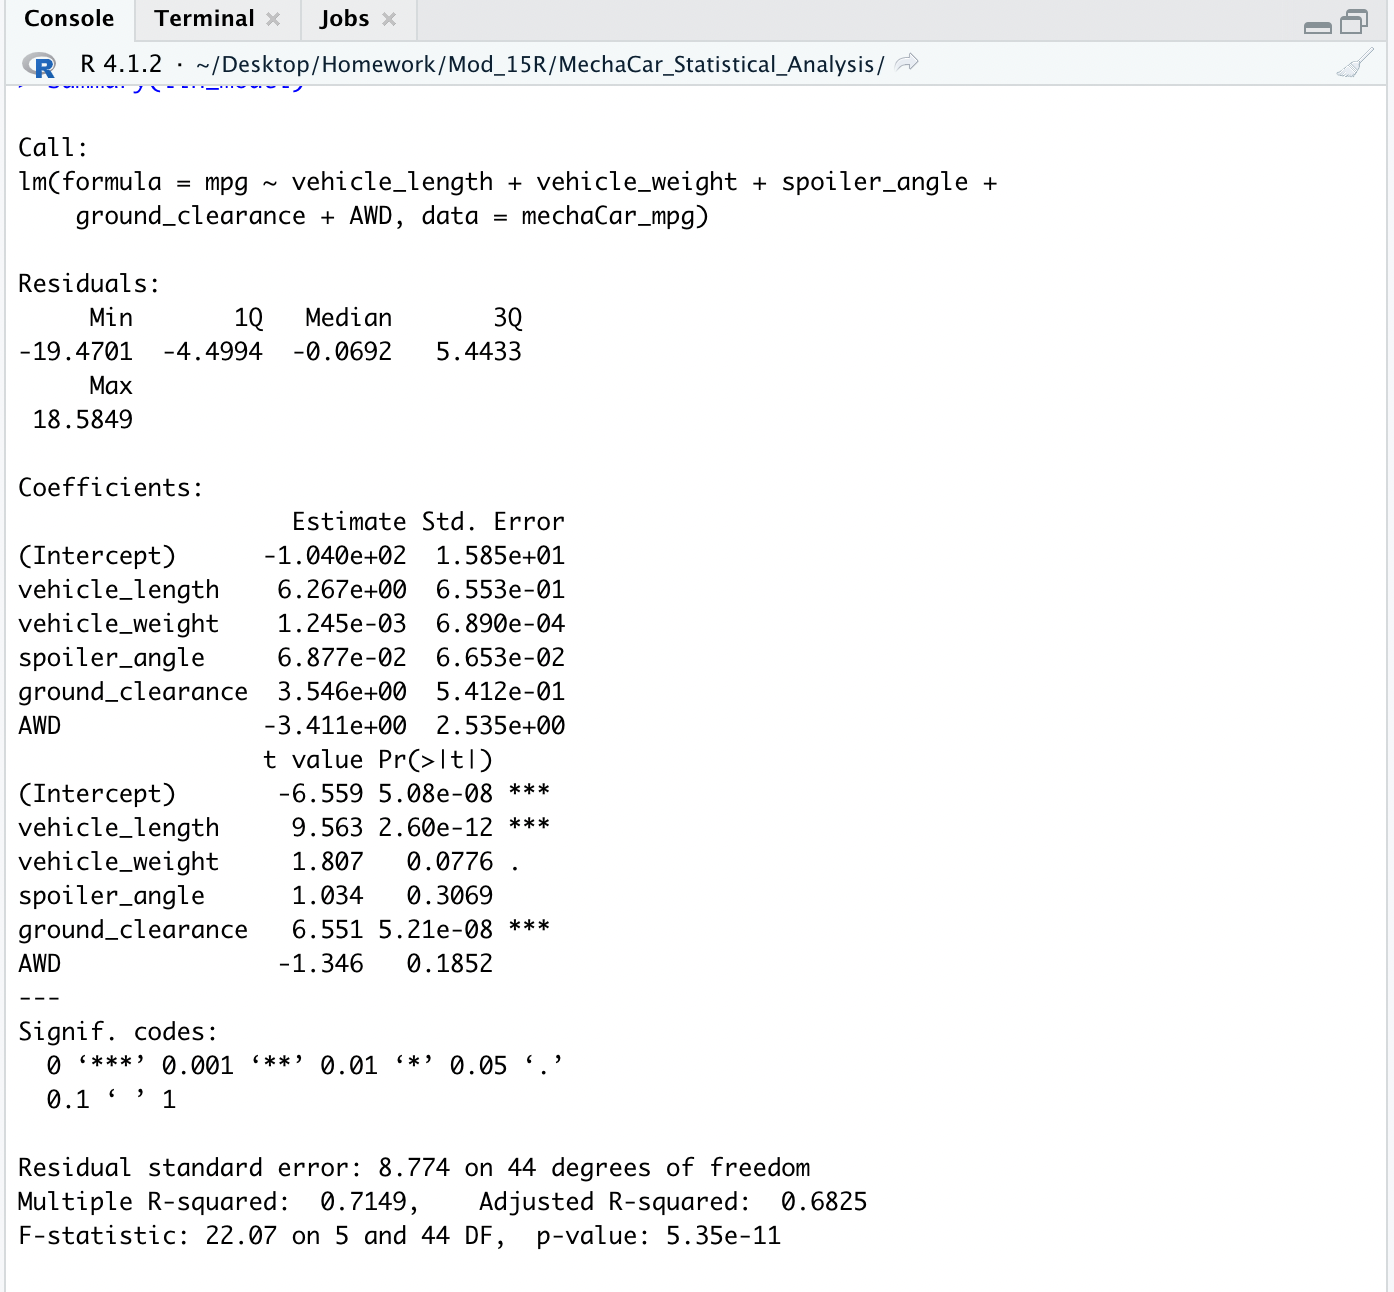 Console Terminal Jobs
R 4.1.2 · ~/Desktop/Homework/Mod_15R/MechaCar_Statistical_Analysis/
> summary(lm_model)
Call:
lm(formula = mpg ~ vehicle_length + vehicle_weight + spoiler_angle +
    ground_clearance + AWD, data = mechaCar_mpg)
Residuals:
     Min       1Q   Median       3Q
-19.4701  -4.4994  -0.0692   5.4433
     Max
 18.5849
Coefficients:
                   Estimate Std. Error
(Intercept)      -1.040e+02  1.585e+01
vehicle_length    6.267e+00  6.553e-01
vehicle_weight    1.245e-03  6.890e-04
spoiler_angle     6.877e-02  6.653e-02
ground_clearance  3.546e+00  5.412e-01
AWD              -3.411e+00  2.535e+00
                 t value Pr(>|t|)
(Intercept)       -6.559 5.08e-08 ***
vehicle_length     9.563 2.60e-12 ***
vehicle_weight     1.807   0.0776 .
spoiler_angle      1.034   0.3069
ground_clearance   6.551 5.21e-08 ***
AWD               -1.346   0.1852
---
Signif. codes:
  0 ‘***’ 0.001 ‘**’ 0.01 ‘*’ 0.05 ‘.’
  0.1 ‘ ’ 1
Residual standard error: 8.774 on 44 degrees of freedom
Multiple R-squared:  0.7149,    Adjusted R-squared:  0.6825
F-statistic: 22.07 on 5 and 44 DF,  p-value: 5.35e-11